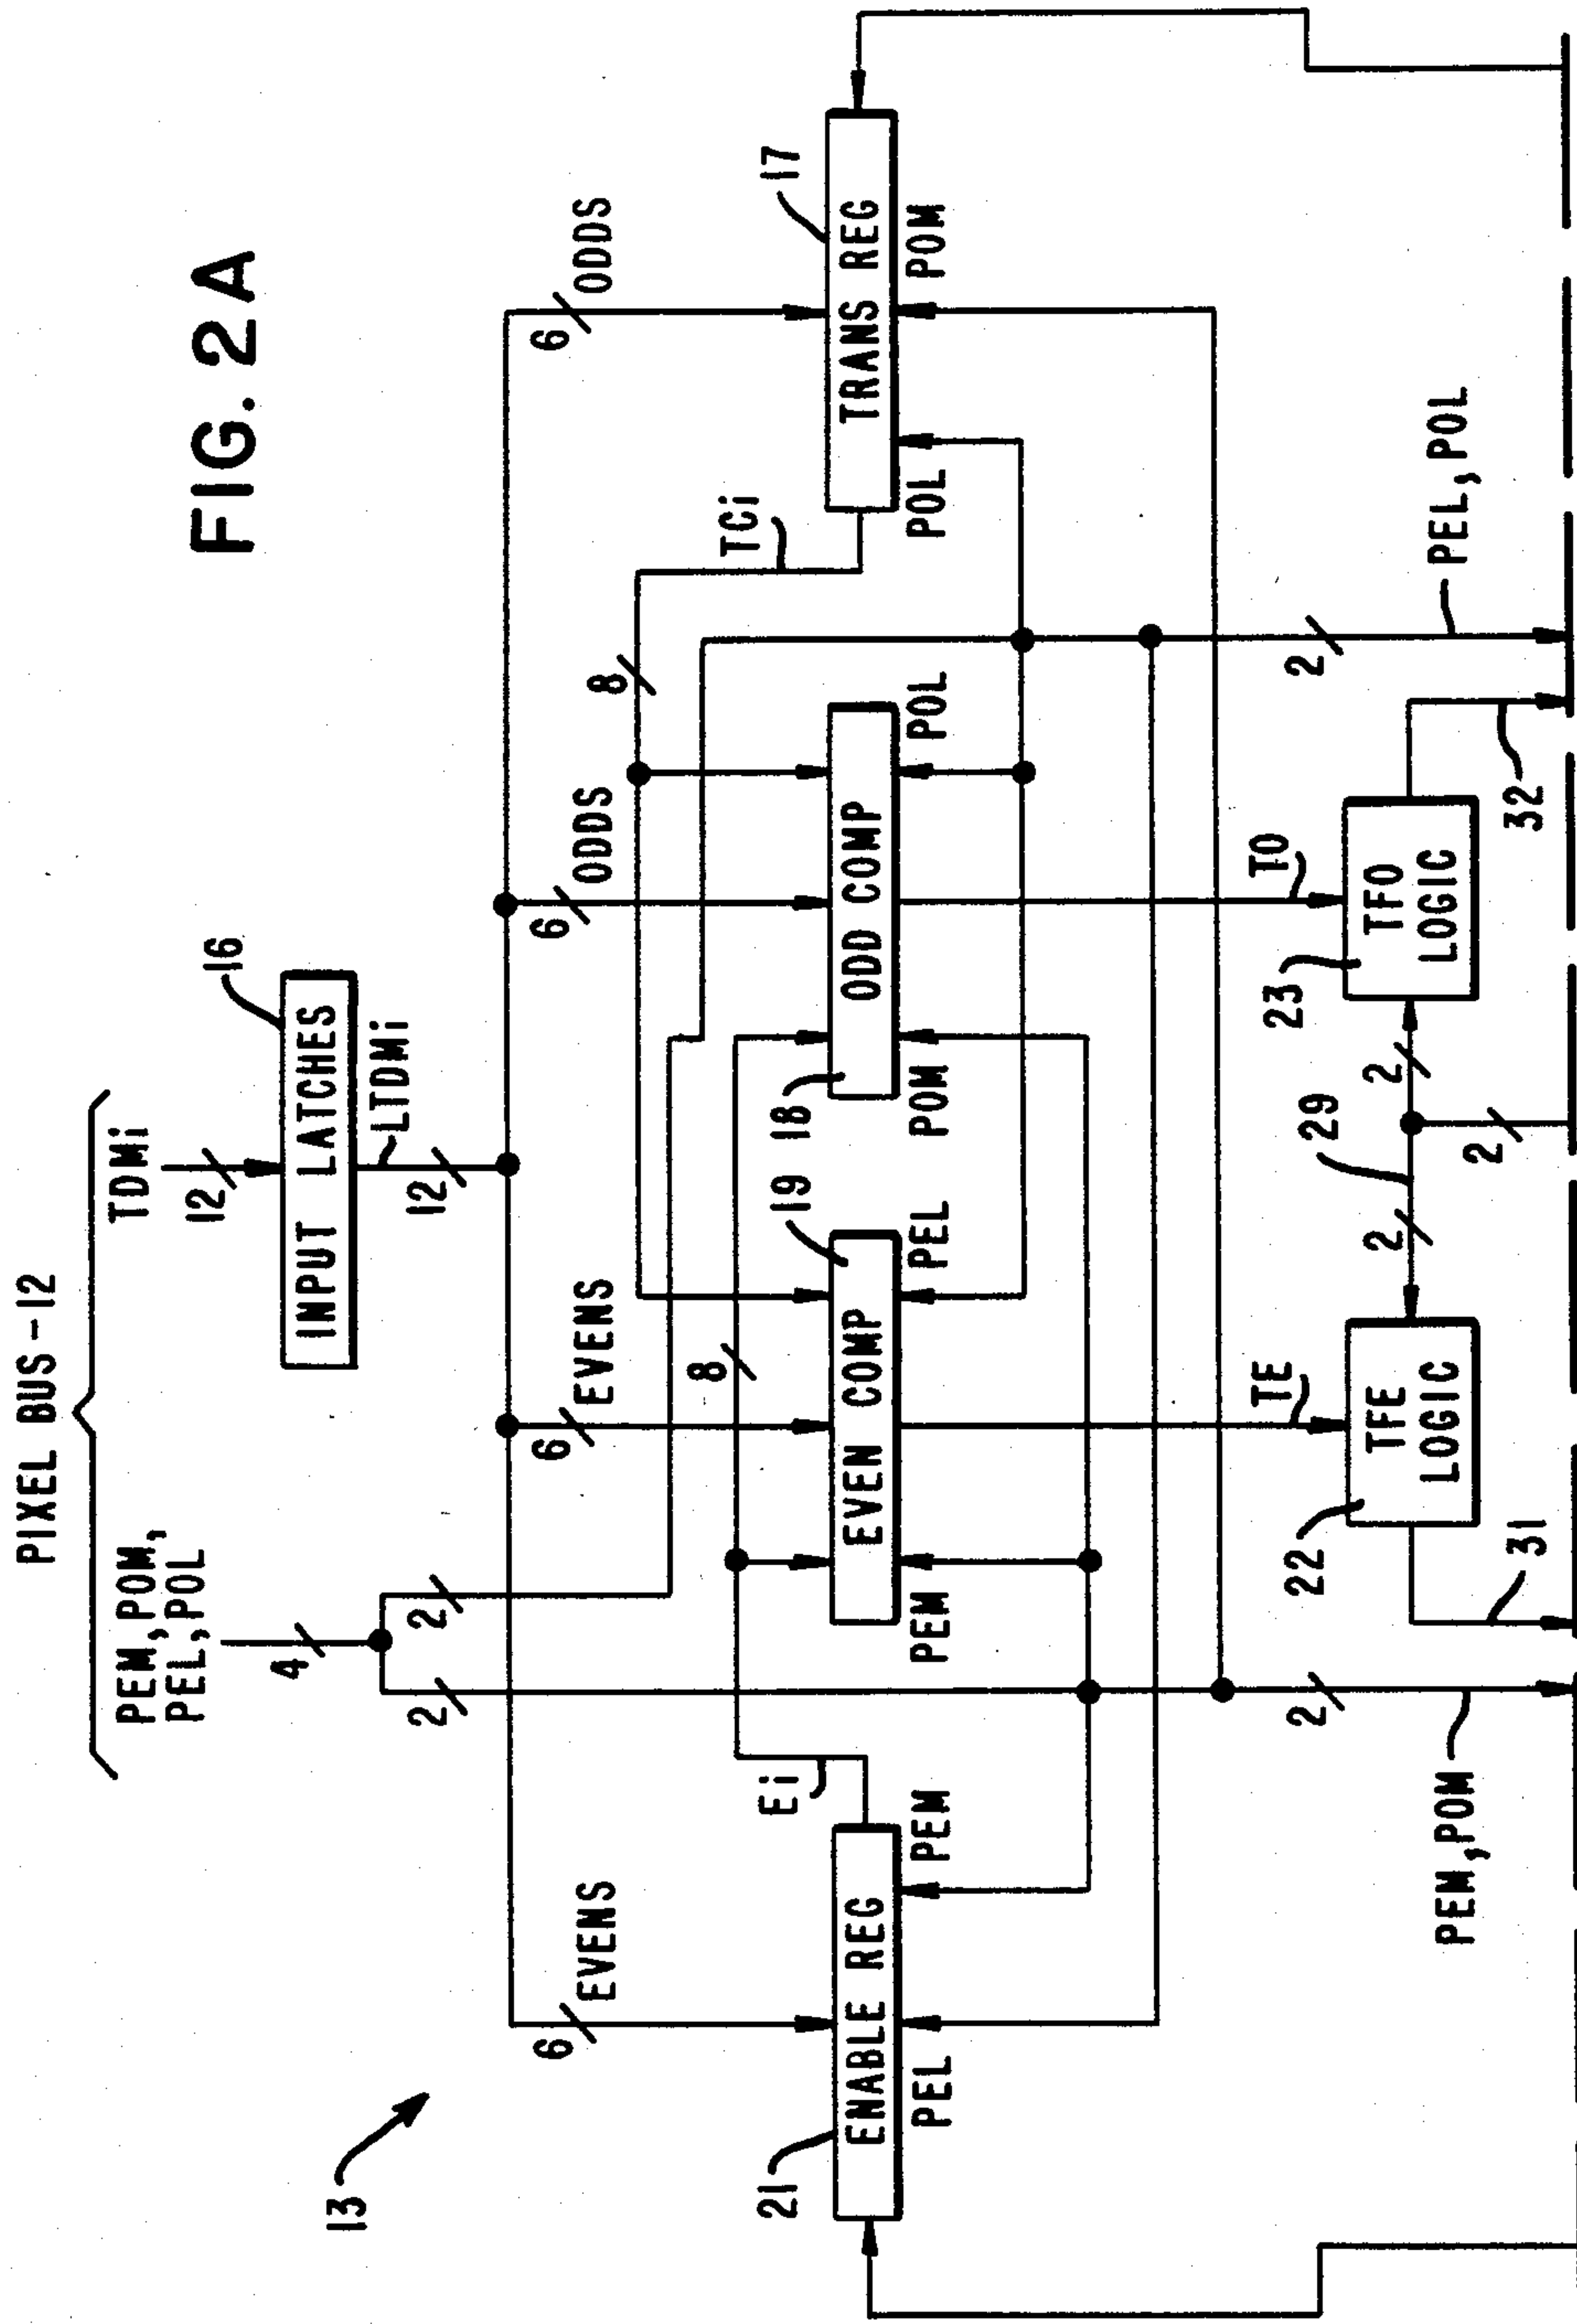 FIG. 2A
PIXEL BUS-12
PEM, POM,
PEL, POL
TDMi
4
12
2
2
INPUT LATCHES
16
LTDMi
12
13
6
EVENS
6
EVENS
6
ODDS
6
ODDS
8
TCi
8
Ei
21
ENABLE REG
PEL
PEM
19
EVEN COMP
PEM
PEL
18
ODD COMP
POM
POL
17
TRANS REG
POL
POM
TE
TO
22
TFE
LOGIC
23
TFO
LOGIC
2
29
2
2
31
32
2
PEM, POM
2
PEL, POL